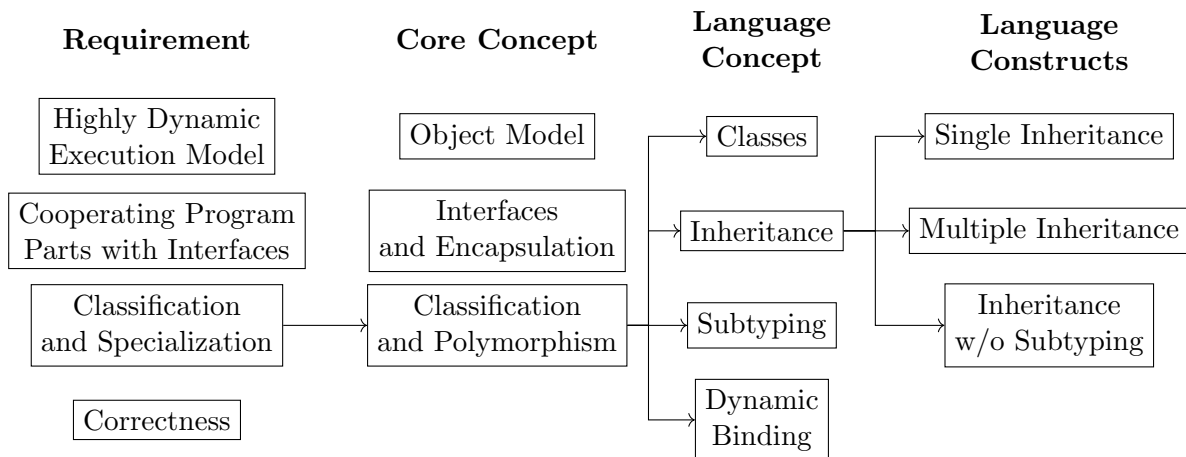 Requirement
Core Concept
Language
Concept
Language
Constructs
Highly Dynamic
Execution Model
Object Model
Classes
Single Inheritance
Cooperating Program
Parts with Interfaces
Interfaces
and Encapsulation
Inheritance
Multiple Inheritance
Classification
and Specialization
Classification
and Polymorphism
Subtyping
Inheritance
w/o Subtyping
Correctness
Dynamic
Binding